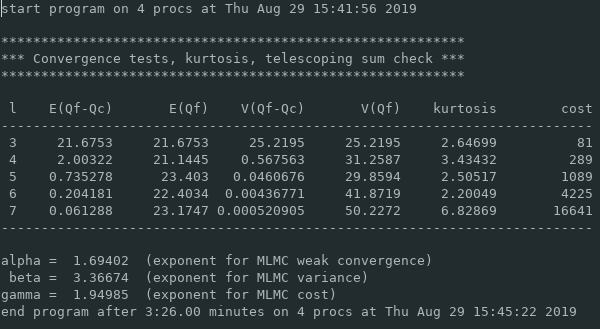 start program on 4 procs at Thu Aug 29 15:41:56 2019
**********************************************************
*** Convergence tests, kurtosis, telescoping sum check ***
**********************************************************
l E(Qf-Qc) E(Qf) V(Qf-Qc) V(Qf) kurtosis cost
--------------------------------------------------------------------------
3 21.6753 21.6753 25.2195 25.2195 2.64699 81
4 2.00322 21.1445 0.567563 31.2587 3.43432 289
5 0.735278 23.403 0.0460676 29.8594 2.50517 1089
6 0.204181 22.4034 0.00436771 41.8719 2.20049 4225
7 0.061288 23.1747 0.000520905 50.2272 6.82869 16641
--------------------------------------------------------------------------
alpha = 1.69402 (exponent for MLMC weak convergence)
beta = 3.36674 (exponent for MLMC variance)
gamma = 1.94985 (exponent for MLMC cost)
end program after 3:26.00 minutes on 4 procs at Thu Aug 29 15:45:22 2019